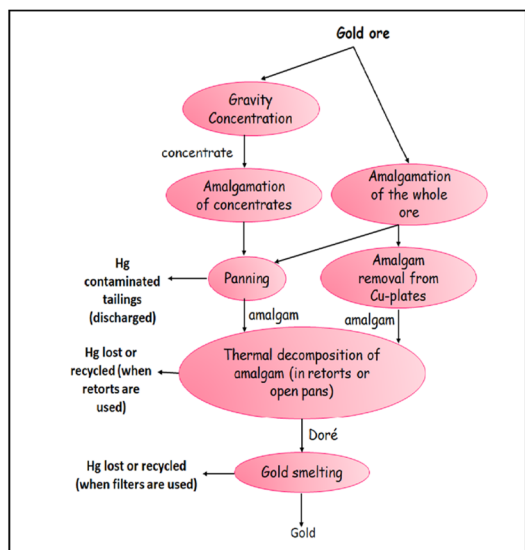 Gold ore
Gravity
Concentration
concentrate
Amalgamation
of concentrates
Amalgamation
of the whole
ore
Hg
contaminated
tailings
(discharged)
Panning
Amalgam
removal from
Cu-plates
amalgam
amalgam
Hg lost or
recycled (when
retorts are
used)
Thermal decomposition of
amalgam (in retorts or
open pans)
Doré
Hg lost or recycled
(when filters are used)
Gold smelting
Gold